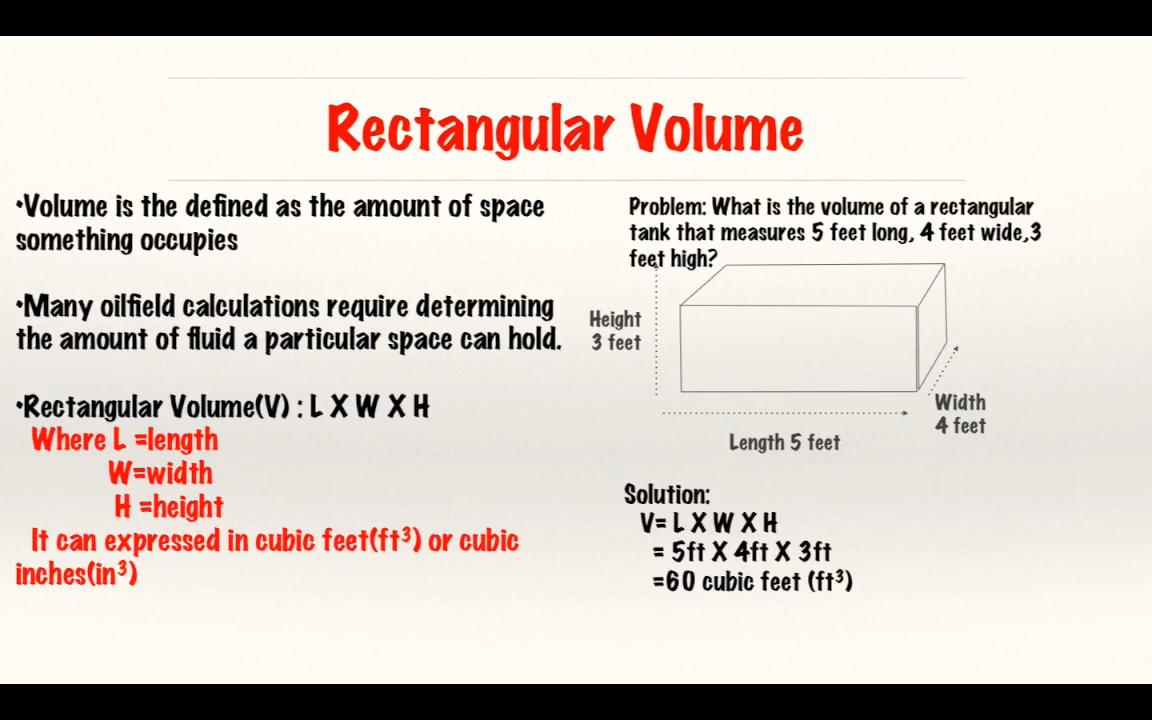 Rectangular Volume
•Volume is the defined as the amount of space
something occupies
•Many oilfield calculations require determining
the amount of fluid a particular space can hold.
•Rectangular Volume(V) : L X W X H
Where L =length
W=width
H =height
It can expressed in cubic feet(ft³) or cubic
inches(in³)
Problem: What is the volume of a rectangular
tank that measures 5 feet long, 4 feet wide,3
feet high?
Height
3 feet
Width
4 feet
Length 5 feet
Solution:
V= L X W X H
= 5ft X 4ft X 3ft
=60 cubic feet (ft³)